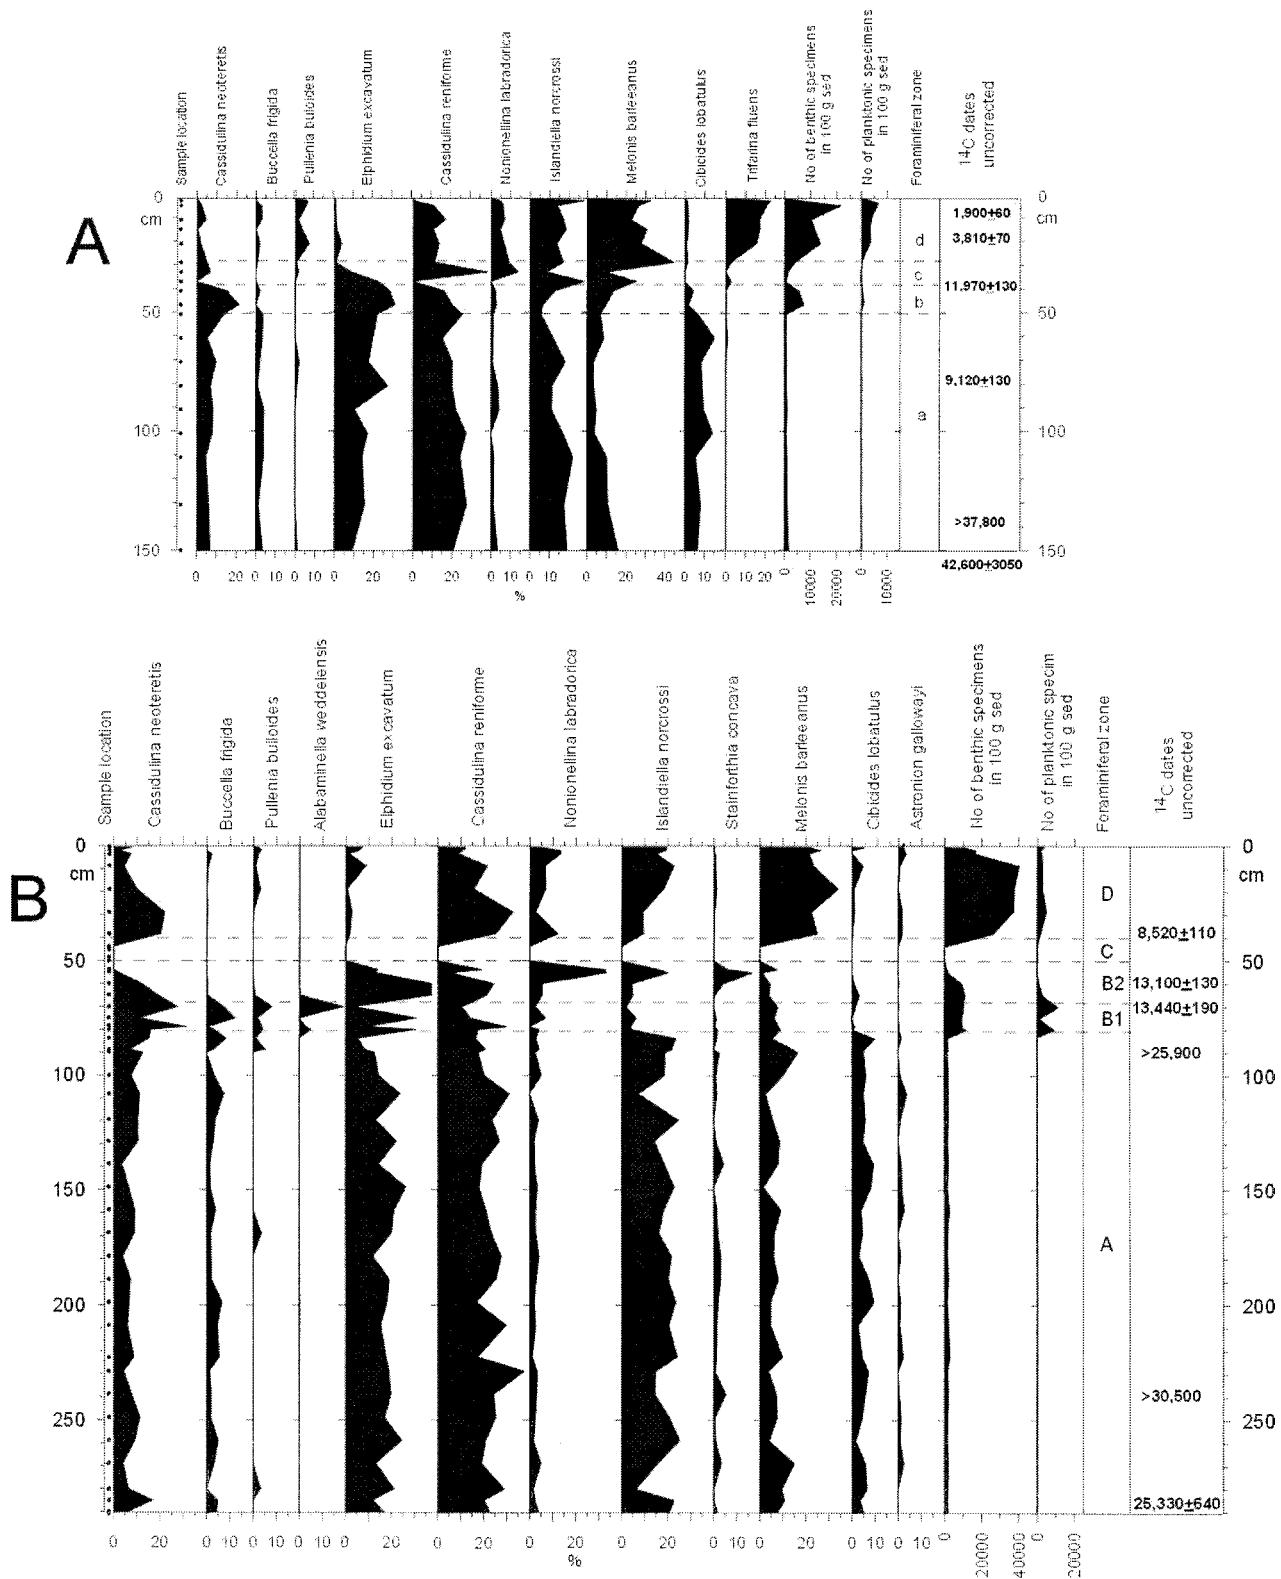 A
Sample location
Cassidulina neoteretis
Buccella frigida
Pullenia bulloides
Elphidium excavatum
Cassidulina reniforme
Nonionellina labradorica
Islandiella norcrossi
Melonis barleeanus
Cibicides lobatulus
Trifarina fluens
No of benthic specimens
in 100 g sed
No of planktonic specimens
in 100 g sed
Foraminiferal zone
14C dates
uncorrected
0 0
cm cm
1,900±60
3,810±70
d
c
11,970±130
b
50 50
9,120±130
a
100 100
>37,800
150 150
42,600±3050
0 20 0 10 0 10 0 20 0 20 0 10 0 10 0 20 40 0 10 0 10 20 0 10000 20000 0 10000
%
B
Sample location
Cassidulina neoteretis
Buccella frigida
Pullenia bulloides
Alabaminella weddelensis
Elphidium excavatum
Cassidulina reniforme
Nonionellina labradorica
Islandiella norcrossi
Stainforthia concava
Melonis barleeanus
Cibicides lobatulus
Astrononion gallowayi
No of benthic specimens
in 100 g sed
No of planktonic specim
in 100 g sed
Foraminiferal zone
14C dates
uncorrected
0 0
cm cm
D
8,520±110
C
50 50
B2 13,100±130
13,440±190
B1
>25,900
100 100
150 150
A
200 200
>30,500
250 250
25,330±640
0 20 0 10 0 10 0 0 20 0 20 0 20 0 20 0 10 0 20 0 10 0 10 0 20000 40000 0 20000
%